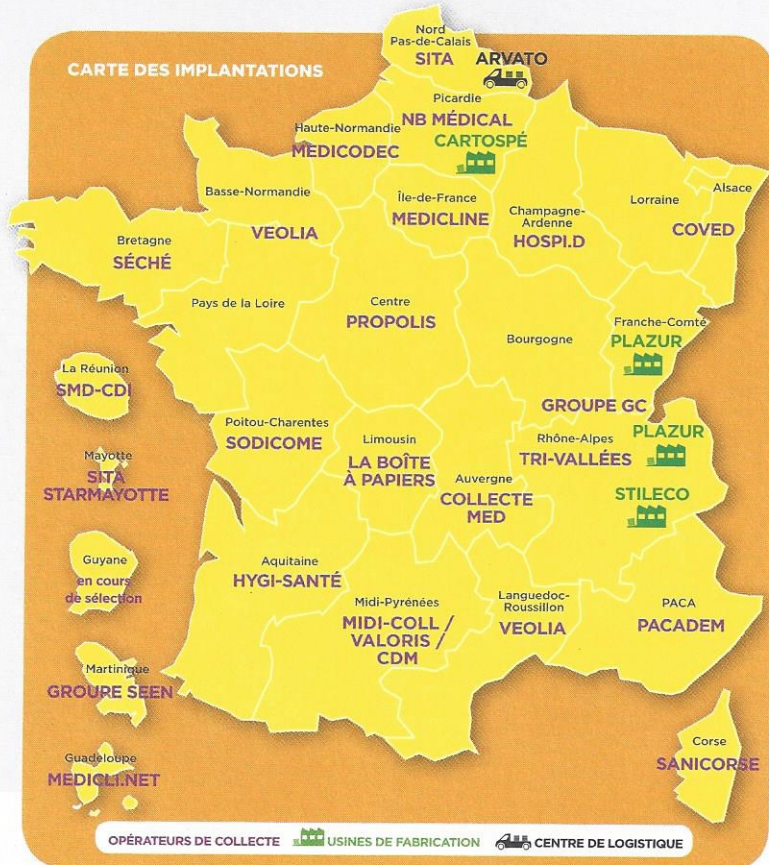 CARTE DES IMPLANTATIONS
Nord
Pas-de-Calais
SITA
ARVATO
Picardie
NB MÉDICAL
CARTOSPÉ
Haute-Normandie
MEDICODEC
Basse-Normandie
VEOLIA
Île-de-France
MEDICLINE
Champagne-
Ardenne
HOSPI.D
Lorraine
Alsace
COVED
Bretagne
SÉCHÉ
Pays de la Loire
Centre
PROPOLIS
Bourgogne
Franche-Comté
PLAZUR
GROUPE GC
La Réunion
SMD-CDI
Poitou-Charentes
SODICOME
Limousin
LA BOÎTE
À PAPIERS
Auvergne
COLLECTE
MED
Rhône-Alpes
TRI-VALLÉES
PLAZUR
STILECO
Mayotte
SITA
STARMAYOTTE
Guyane
en cours
de sélection
Aquitaine
HYGI-SANTÉ
Midi-Pyrénées
MIDI-COLL /
VALORIS /
CDM
Languedoc-
Roussillon
VEOLIA
PACA
PACADEM
Martinique
GROURE SEEN
Guadeloupe
MEDICLI.NET
Corse
SANICORSE
OPÉRATEURS DE COLLECTE USINES DE FABRICATION CENTRE DE LOGISTIQUE